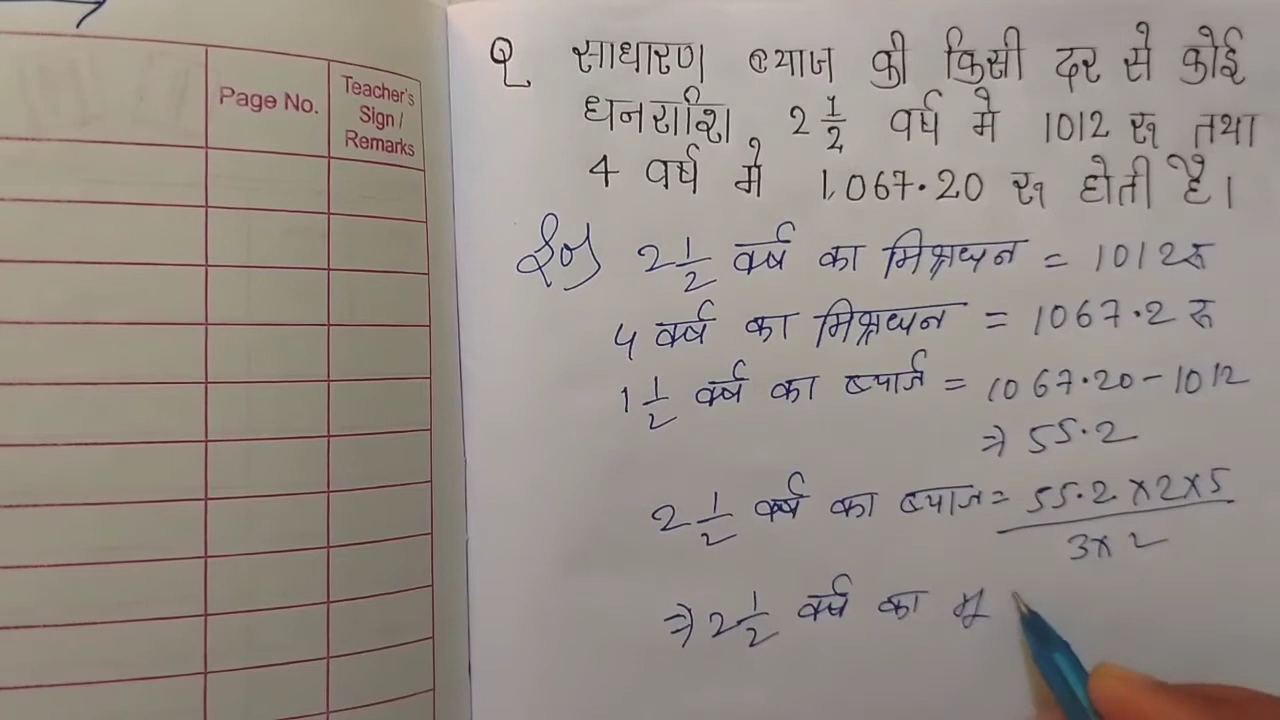 Page No.
Teacher's
Sign /
Remarks
Q साधारण ब्याज की किसी दर से कोई
धनराशि 2 1/2 वर्ष मे 1012 रु तथा
4 वर्ष मे 1,067.20 रु होती है।
2 1/2 वर्ष का मिश्रधन = 1012 रु
4 वर्ष का मिश्रधन = 1067.2 रु
1 1/2 वर्ष का ब्याज = 1067.20 - 1012
⇒ 55.2
2 1/2 वर्ष का ब्याज = 55.2 × 2 × 5
3 × 2
⇒ 2 1/2 वर्ष का मू